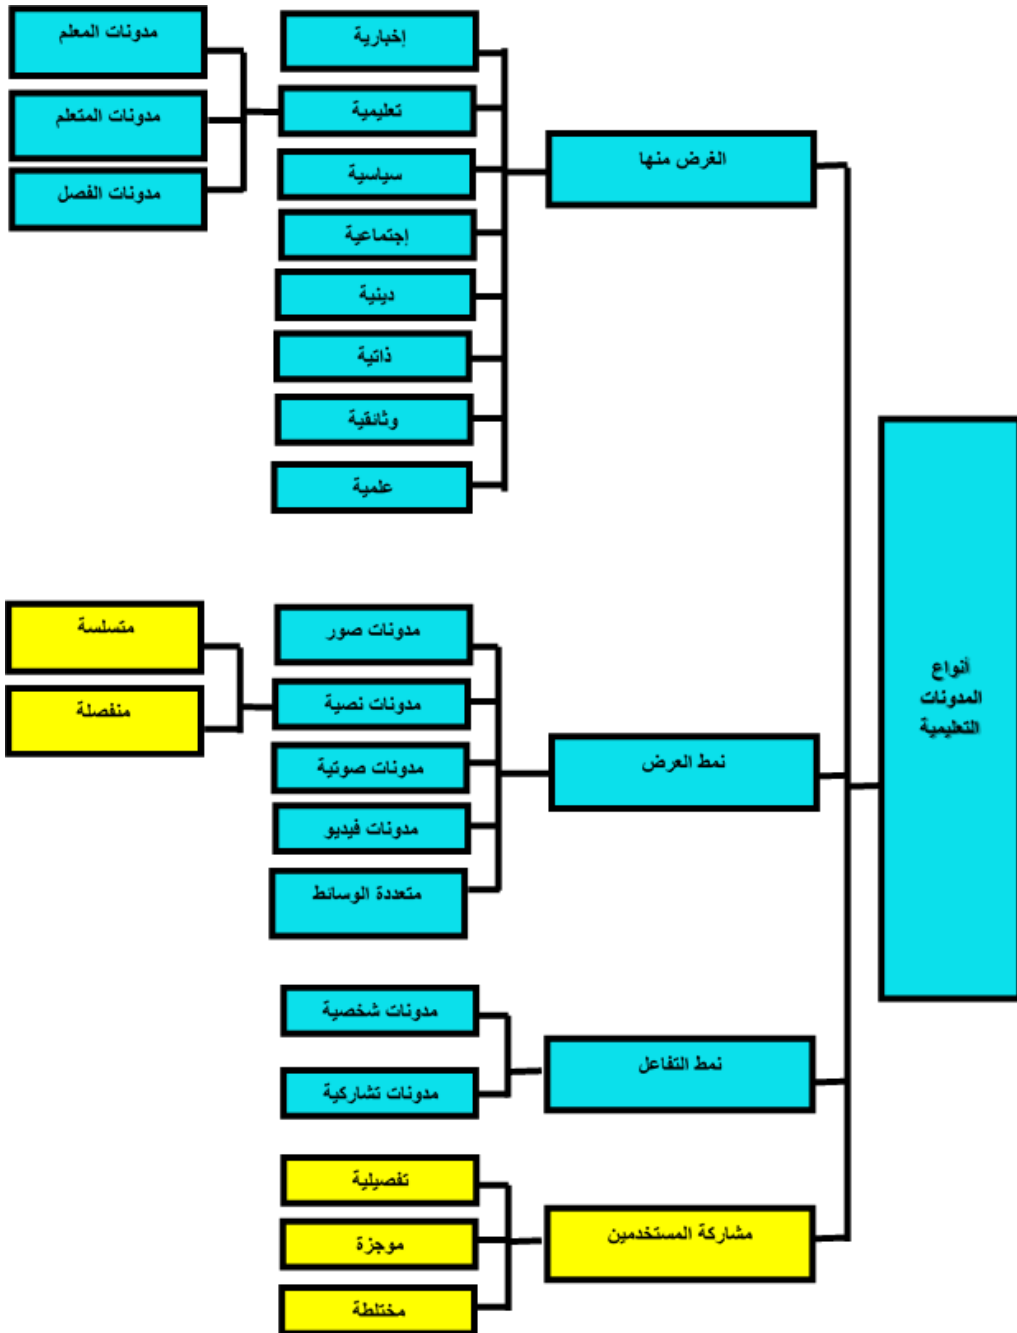 أنواع
المدونات
التعليمية
الغرض منها
إخبارية
تعليمية
مدونات المعلم
مدونات المتعلم
مدونات الفصل
سياسية
إجتماعية
دينية
ذاتية
وثائقية
علمية
نمط العرض
مدونات صور
مدونات نصية
متسلسة
منفصلة
مدونات صوتية
مدونات فيديو
متعددة الوسائط
نمط التفاعل
مدونات شخصية
مدونات تشاركية
مشاركة المستخدمين
تفصيلية
موجزة
مختلطة